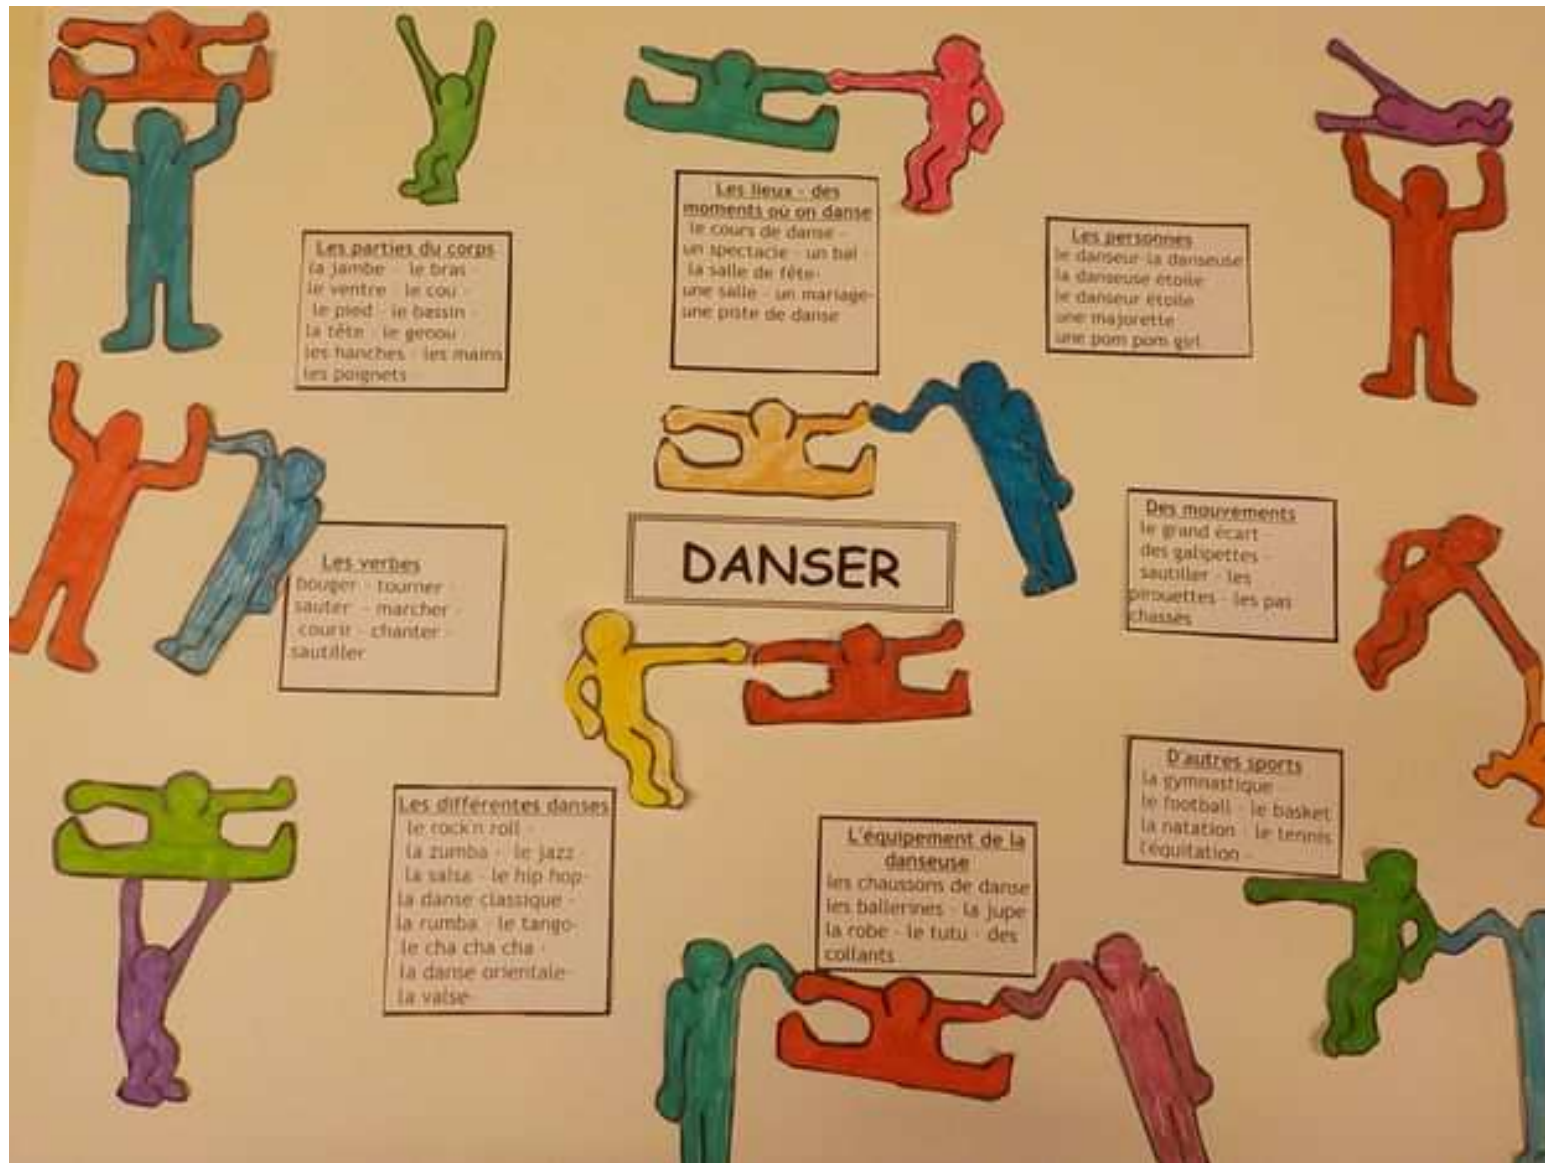 Les parties du corps
la jambe - le bras -
le ventre - le cou -
le pied - le bassin -
la tête - le genou -
les hanches - les mains
les poignets -
Les lieux - des
moments où on danse
le cours de danse -
un spectacle - un bal -
la salle de fête-
une salle - un mariage-
une piste de danse
Les personnes
le danseur-la danseuse
la danseuse étoile
le danseur étoile
une majorette
une pom pom girl
Les verbes
bouger - tourner -
sauter - marcher -
courir - chanter -
sautiller
DANSER
Des mouvements
le grand écart
des galipettes -
sautiller - les
pirouettes - les pas
chassés
Les différentes danses
le rock'n roll -
la zumba - le jazz -
la salsa - le hip hop-
la danse classique -
la rumba - le tango-
le cha cha cha -
la danse orientale-
la valse-
L'équipement de la
danseuse
les chaussons de danse
les ballerines - la jupe
la robe - le tutu - des
collants
D'autres sports
la gymnastique
le football - le basket
la natation - le tennis
l'équitation -